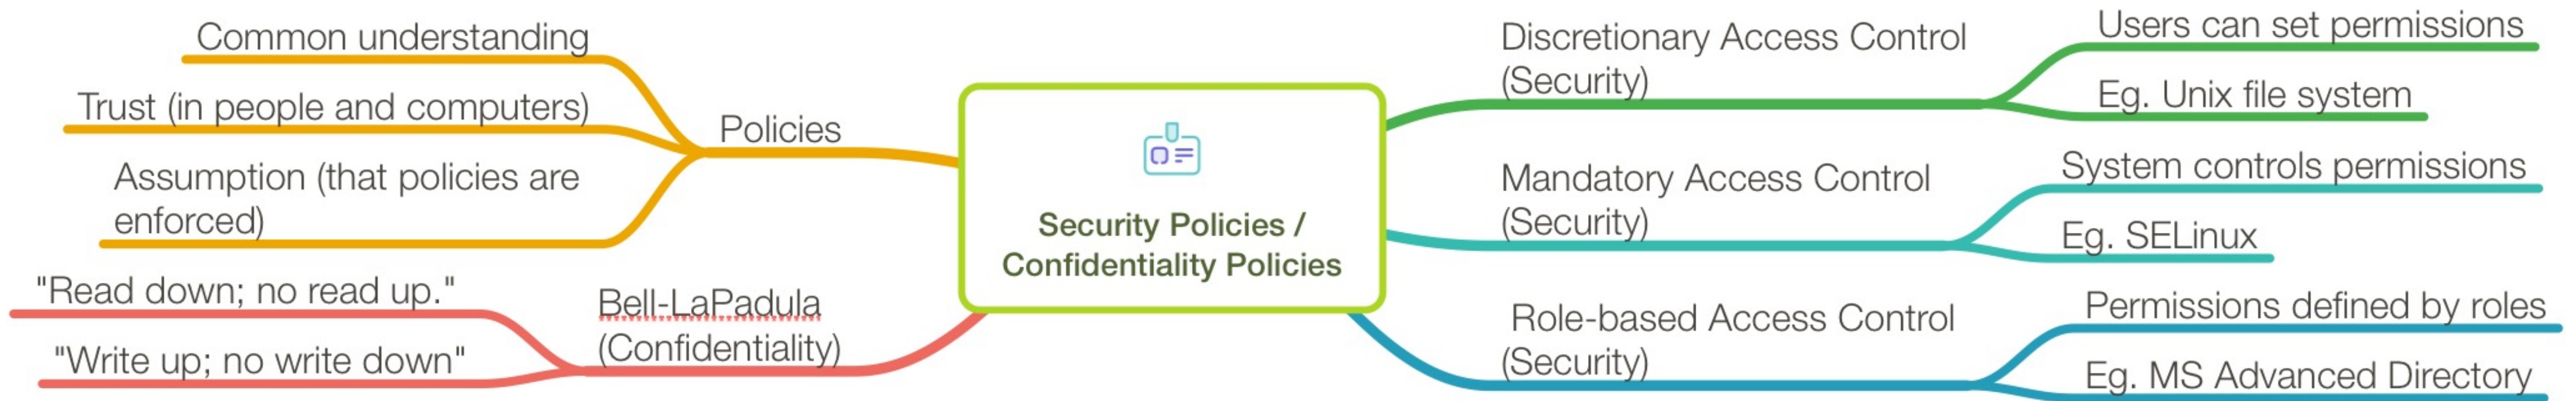 Common understanding
Trust (in people and computers)
Assumption (that policies are
enforced)
Policies
"Read down; no read up."
"Write up; no write down"
Bell-LaPadula
(Confidentiality)
Security Policies /
Confidentiality Policies
Discretionary Access Control
(Security)
Users can set permissions
Eg. Unix file system
Mandatory Access Control
(Security)
System controls permissions
Eg. SELinux
Role-based Access Control
(Security)
Permissions defined by roles
Eg. MS Advanced Directory